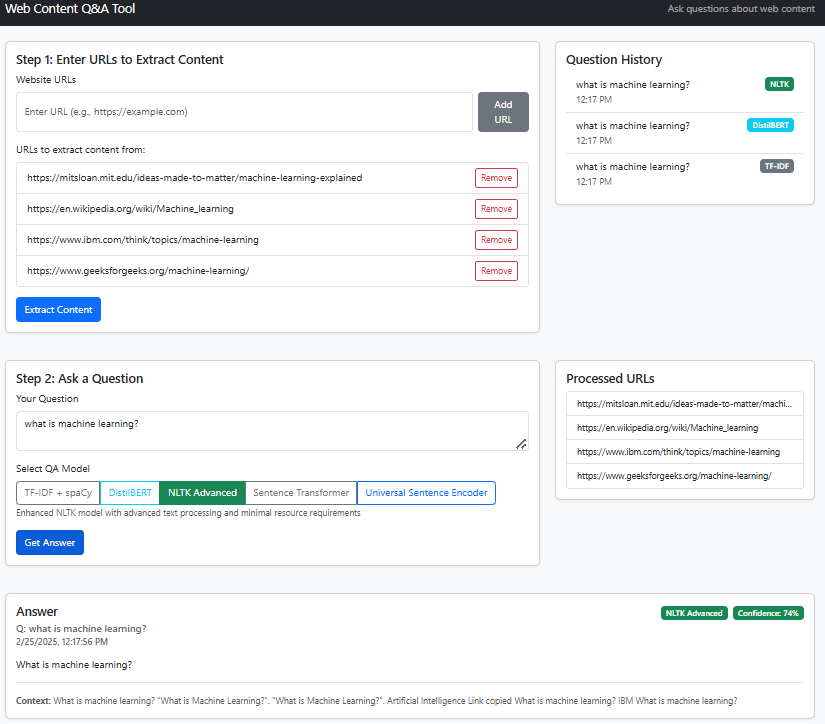 Web Content Q&A Tool
Ask questions about web content
Step 1: Enter URLs to Extract Content
Website URLs
Enter URL (e.g., https://example.com)
Add
URL
URLs to extract content from:
https://mitsloan.mit.edu/ideas-made-to-matter/machine-learning-explained
Remove
https://en.wikipedia.org/wiki/Machine_learning
Remove
https://www.ibm.com/think/topics/machine-learning
Remove
https://www.geeksforgeeks.org/machine-learning/
Remove
Extract Content
Question History
what is machine learning?
NLTK
12:17 PM
what is machine learning?
DistilBERT
12:17 PM
what is machine learning?
TF-IDF
12:17 PM
Step 2: Ask a Question
Your Question
what is machine learning?
Select QA Model
TF-IDF + spaCy
DistilBERT
NLTK Advanced
Sentence Transformer
Universal Sentence Encoder
Enhanced NLTK model with advanced text processing and minimal resource requirements
Get Answer
Processed URLs
https://mitsloan.mit.edu/ideas-made-to-matter/machi...
https://en.wikipedia.org/wiki/Machine_learning
https://www.ibm.com/think/topics/machine-learning
https://www.geeksforgeeks.org/machine-learning/
Answer
NLTK Advanced
Confidence: 74%
Q: what is machine learning?
2/25/2025, 12:17:56 PM
What is machine learning?
Context: What is machine learning? "What is Machine Learning?". "What is Machine Learning?". Artificial Intelligence Link copied What is machine learning? IBM What is machine learning?